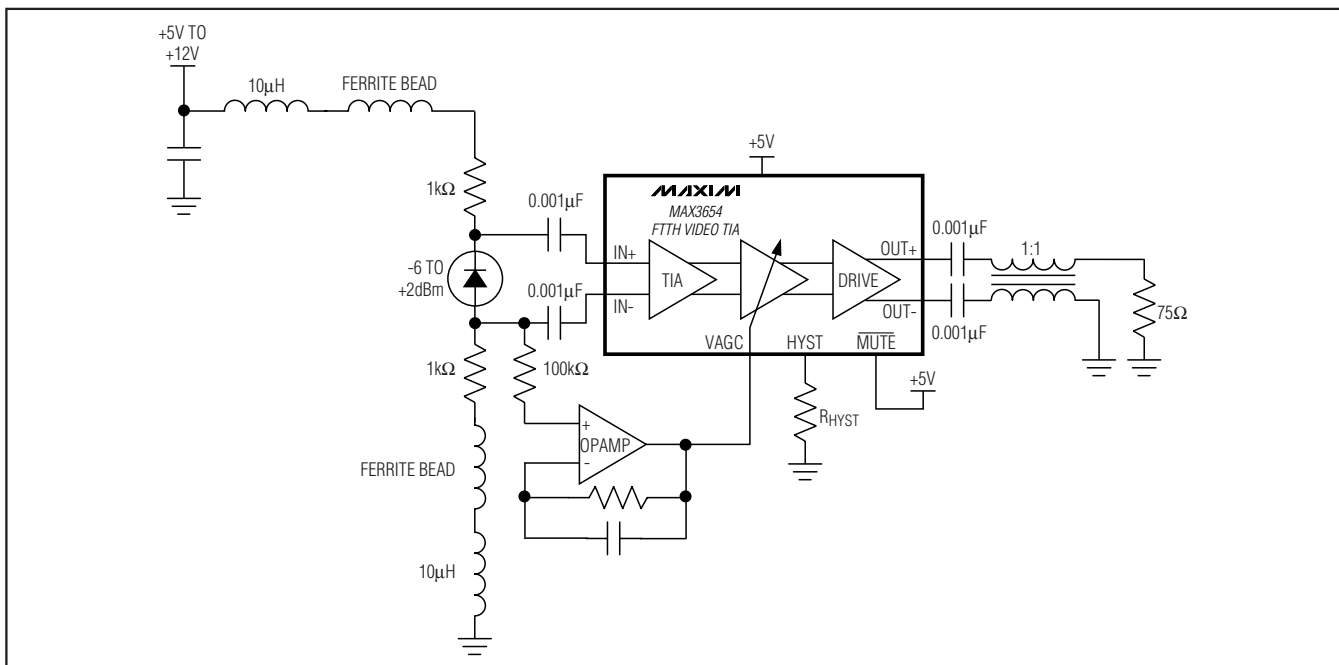 +5V TO
+12V
10μH
FERRITE BEAD
1kΩ
0.001μF
+5V
MAXIM
MAX3654
FTTH VIDEO TIA
-6 TO
+2dBm
0.001μF
IN+
IN-
TIA
DRIVE
OUT+
OUT-
0.001μF
1:1
0.001μF
75Ω
1kΩ
100kΩ
VAGC
HYST
MUTE
+5V
RHYST
+
OPAMP
-
FERRITE BEAD
10μH